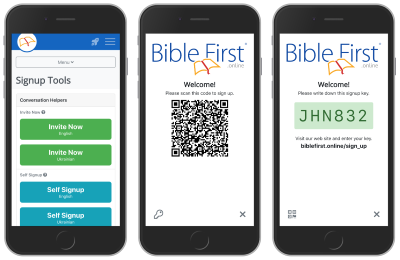 Menu
Signup Tools
Conversation Helpers
Invite Now
Invite Now
English
Invite Now
Ukrainian
Self Signup
Self Signup
English
Self Signup
Ukrainian
Bible First
online
Welcome!
Please scan this code to sign up.
Bible First
online
Welcome!
Please write down this signup key.
JHN832
Visit our web site and enter your key.
biblefirst.online/sign_up